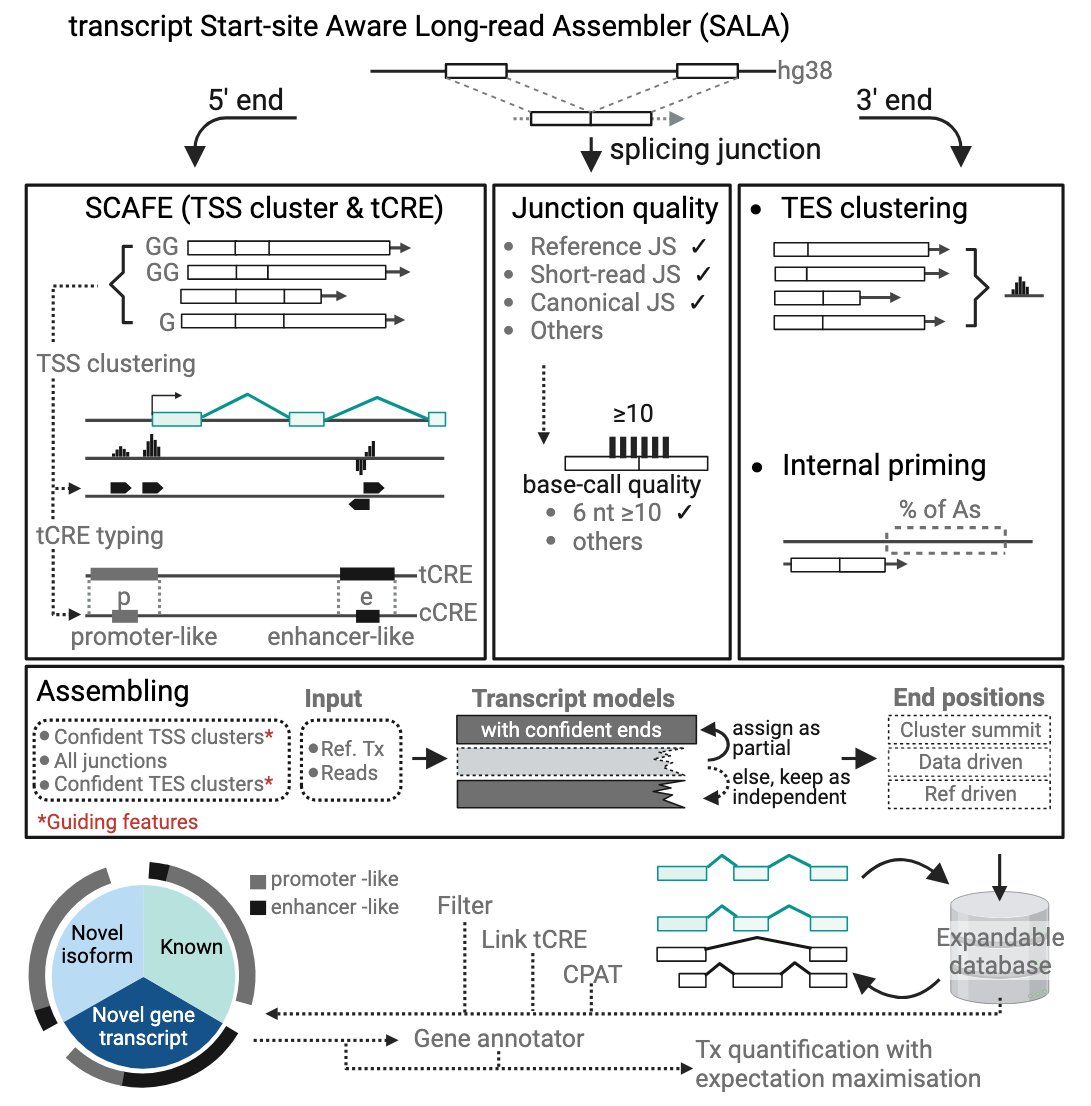 transcript Start-site Aware Long-read Assembler (SALA)
hg38
5' end
3' end
splicing junction
SCAFE (TSS cluster & tCRE)
GG
GG
G
TSS clustering
tCRE typing
tCRE
p
e
cCRE
promoter-like
enhancer-like
Junction quality
• Reference JS ✓
• Short-read JS ✓
• Canonical JS ✓
• Others
≥10
base-call quality
• 6 nt ≥10 ✓
• others
• TES clustering
• Internal priming
% of As
Assembling
• Confident TSS clusters*
• All junctions
• Confident TES clusters*
*Guiding features
Input
• Ref. Tx
• Reads
Transcript models
with confident ends
assign as
partial
else, keep as
independent
End positions
Cluster summit
Data driven
Ref driven
promoter -like
enhancer -like
Novel
isoform
Known
Novel gene
transcript
Filter
Link tCRE
CPAT
Expandable
database
Gene annotator
Tx quantification with
expectation maximisation